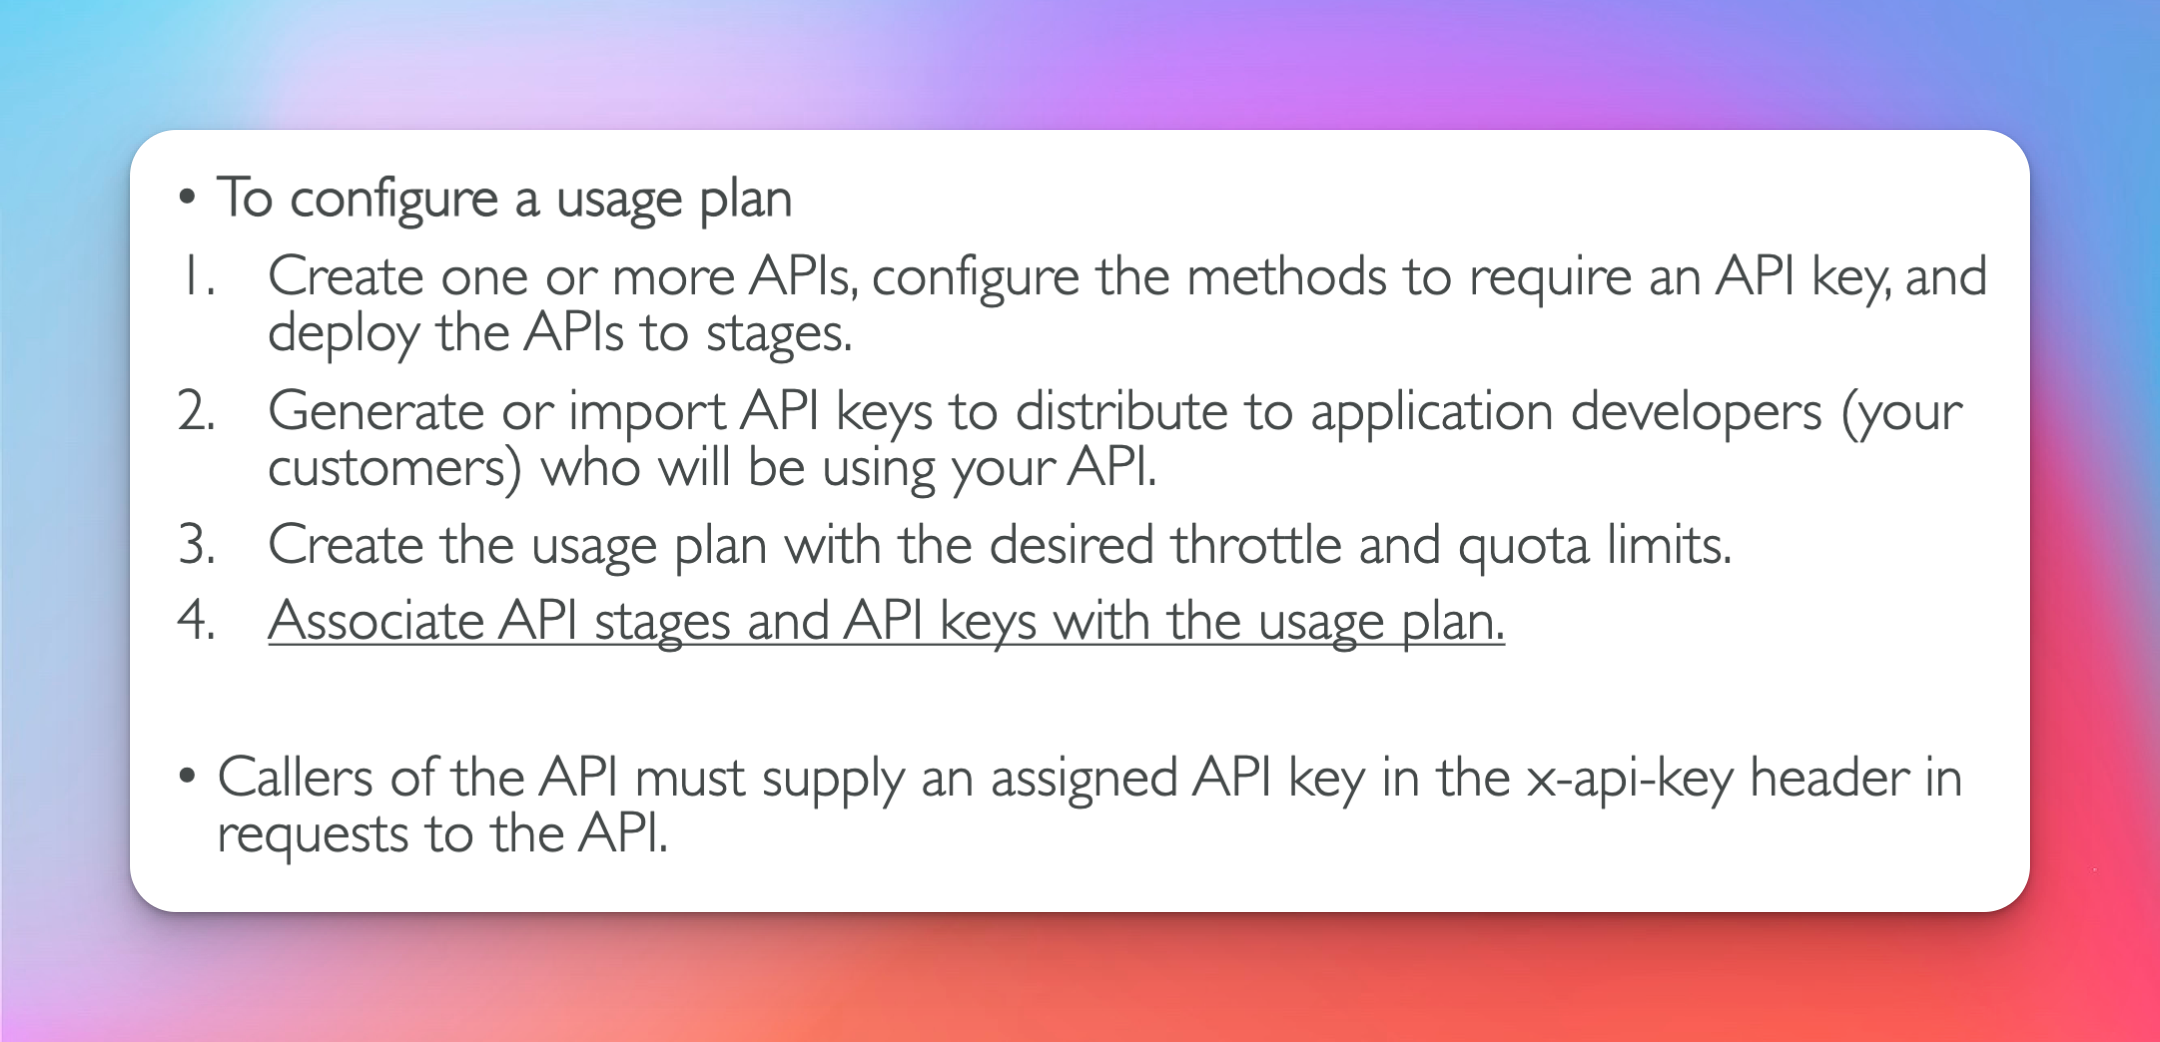 • To configure a usage plan
1. Create one or more APIs, configure the methods to require an API key, and
deploy the APIs to stages.
2. Generate or import API keys to distribute to application developers (your
customers) who will be using your API.
3. Create the usage plan with the desired throttle and quota limits.
4. Associate API stages and API keys with the usage plan.
• Callers of the API must supply an assigned API key in the x-api-key header in
requests to the API.